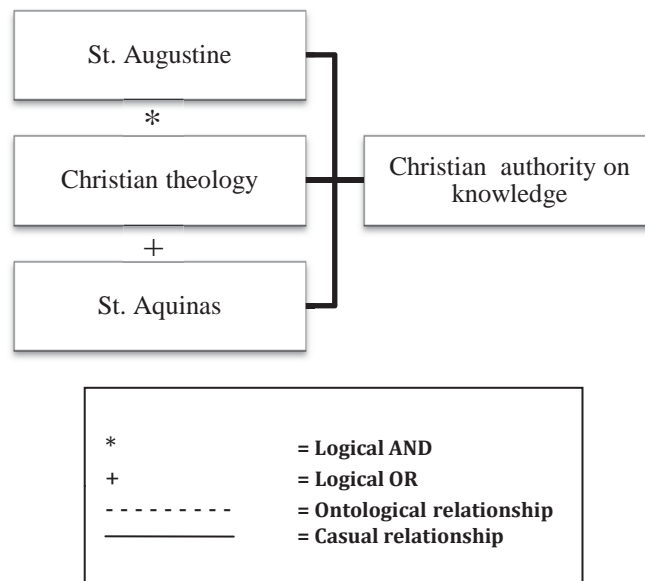 St. Augustine
*
Christian theology
+
St. Aquinas
Christian authority on
knowledge
* = Logical AND
+ = Logical OR
- - - - - - - - - = Ontological relationship
= Casual relationship